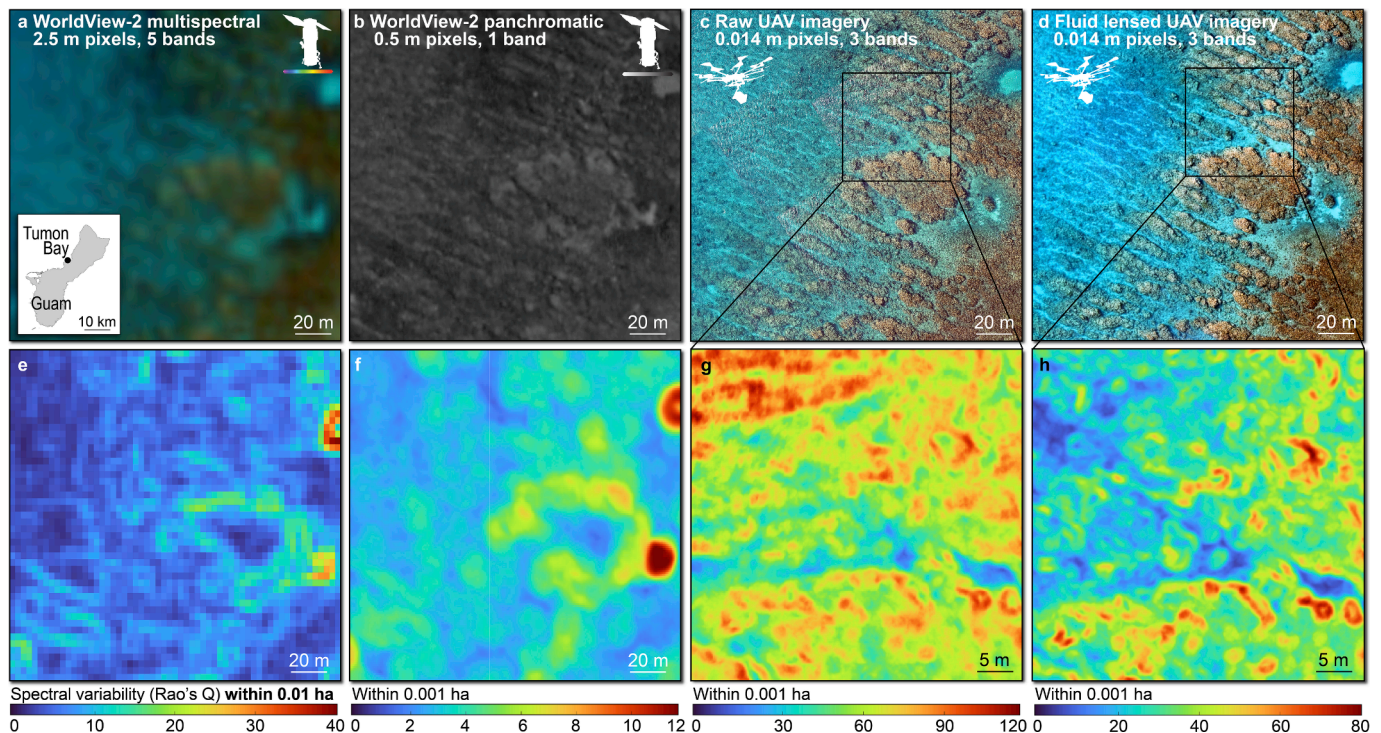 a WorldView-2 multispectral
2.5 m pixels, 5 bands
Tumon
Bay
Guam
10 km
20 m
b WorldView-2 panchromatic
0.5 m pixels, 1 band
c Raw UAV imagery
0.014 m pixels, 3 bands
20 m
d Fluid lensed UAV imagery
0.014 m pixels, 3 bands
20 m
e
20 m
f
20 m
g
5 m
h
5 m
Spectral variability (Rao's Q) within 0.01 ha
0 10 20 30 40
Within 0.001 ha
0 2 4 6 8 10 12
Within 0.001 ha
0 30 60 90 120
Within 0.001 ha
0 20 40 60 80